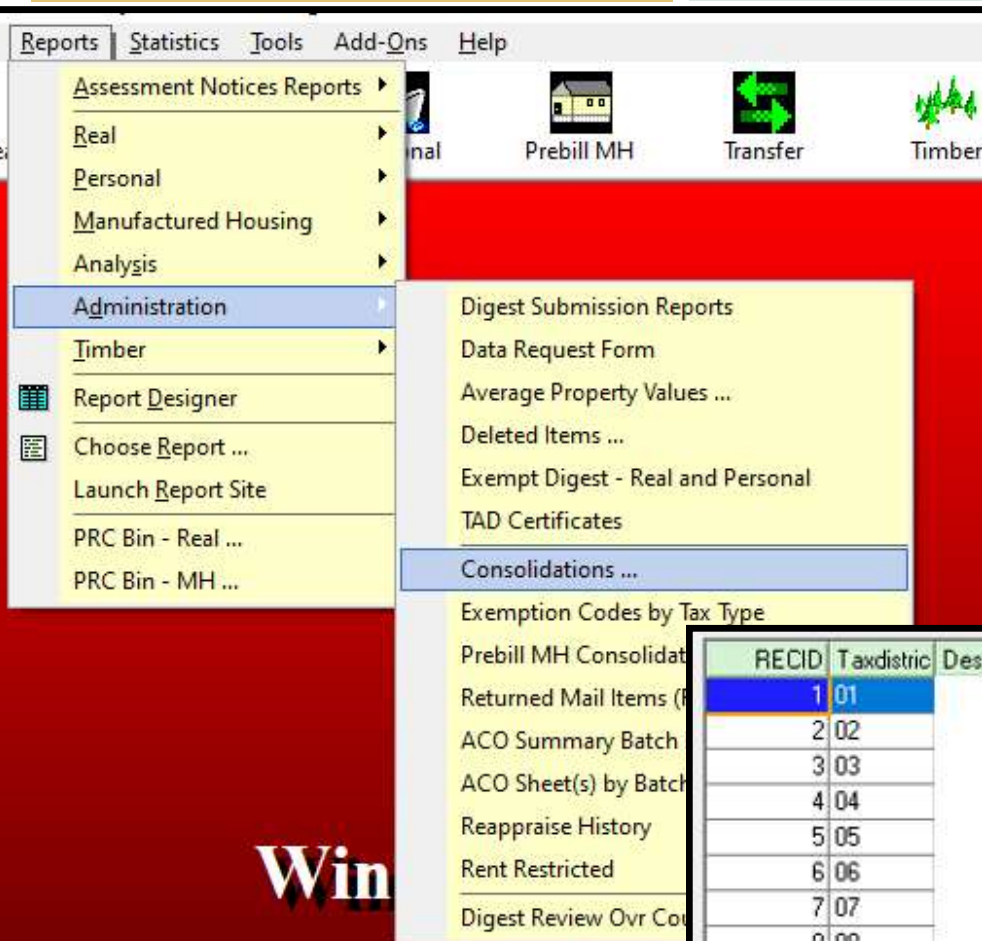 Reports Statistics Tools Add-Ons Help
Prebill MH Transfer Timber
Assessment Notices Reports
Real
Personal
Manufactured Housing
Analysis
Administration
Timber
Report Designer
Choose Report ...
Launch Report Site
PRC Bin - Real ...
PRC Bin - MH ...
Digest Submission Reports
Data Request Form
Average Property Values ...
Deleted Items ...
Exempt Digest - Real and Personal
TAD Certificates
Consolidations ...
Exemption Codes by Tax Type
Prebill MH Consolidat
Returned Mail Items (
ACO Summary Batch
ACO Sheet(s) by Batch
Reappraise History
Rent Restricted
Digest Review Ovr Cou
Win
RECID Taxdistric Des
1 01
2 02
3 03
4 04
5 05
6 06
7 07